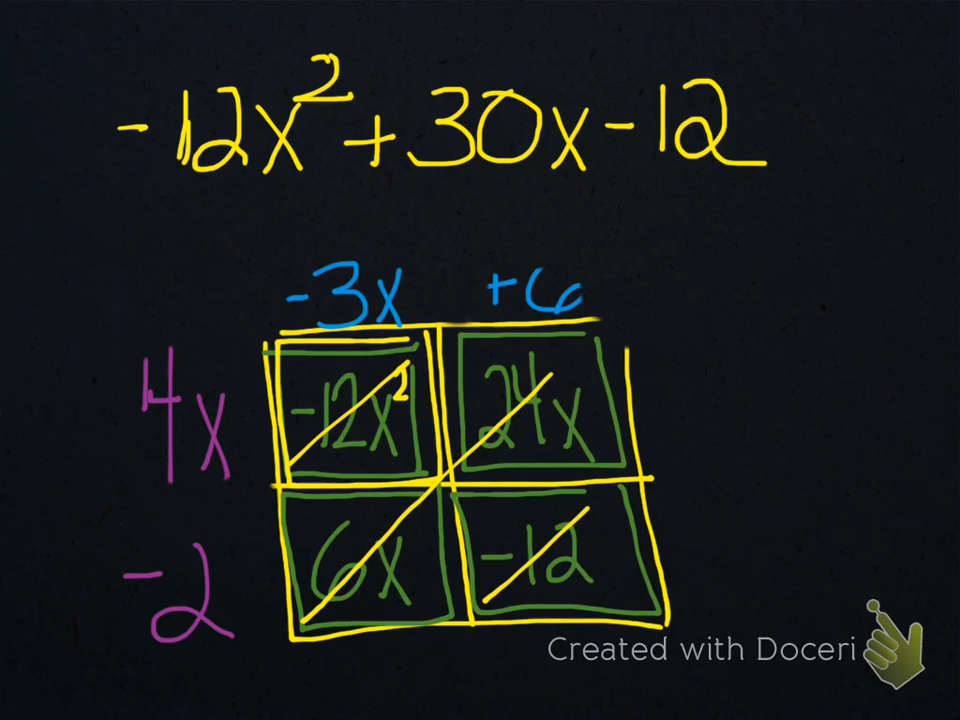 -12x² + 30x - 12
-3x +6
4x -12x² 24x
-2 6x -12
Created with Doceri